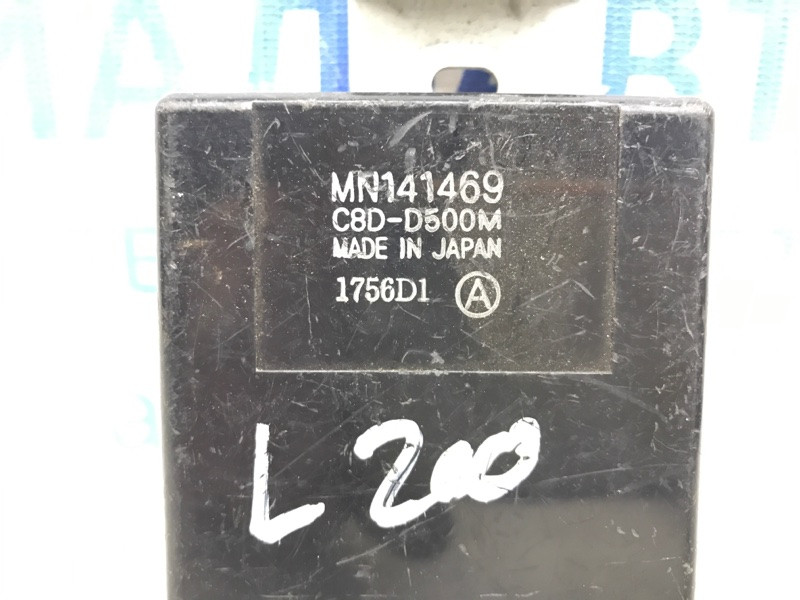 MN141469
C8D-D500M
MADE IN JAPAN
1756D1 A
L200